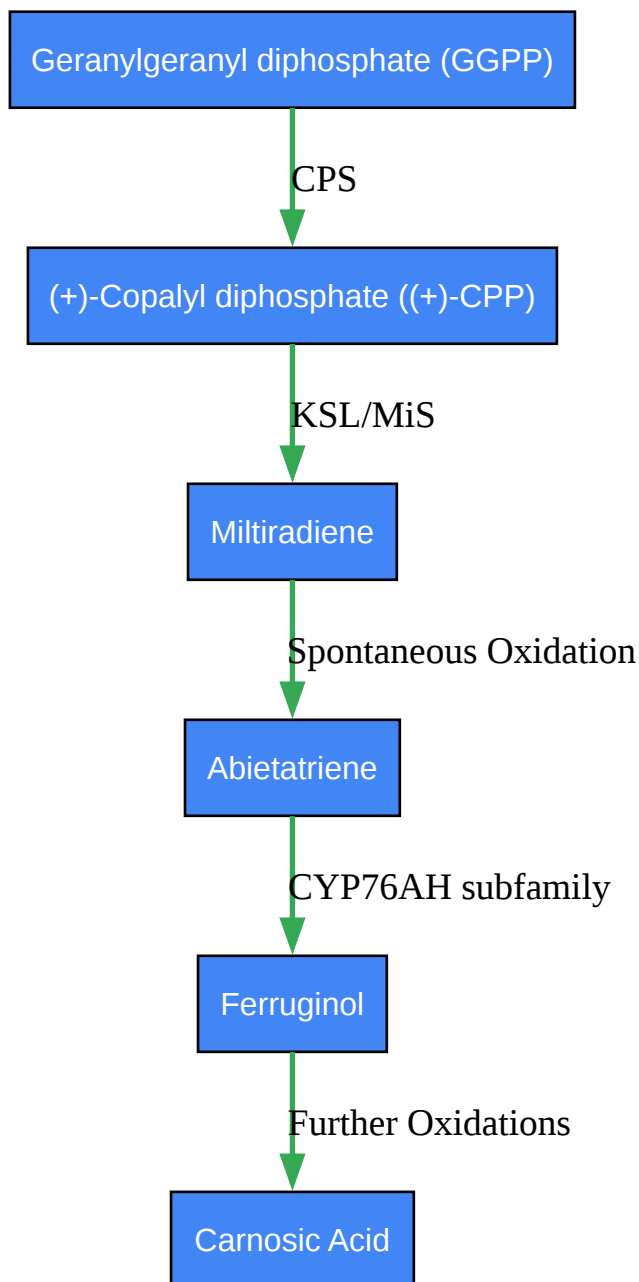 Geranylgeranyl diphosphate (GGPP)
CPS
(+)-Copalyl diphosphate ((+)-CPP)
KSL/MiS
Miltiradiene
Spontaneous Oxidation
Abietatriene
CYP76AH subfamily
Ferruginol
Further Oxidations
Carnosic Acid